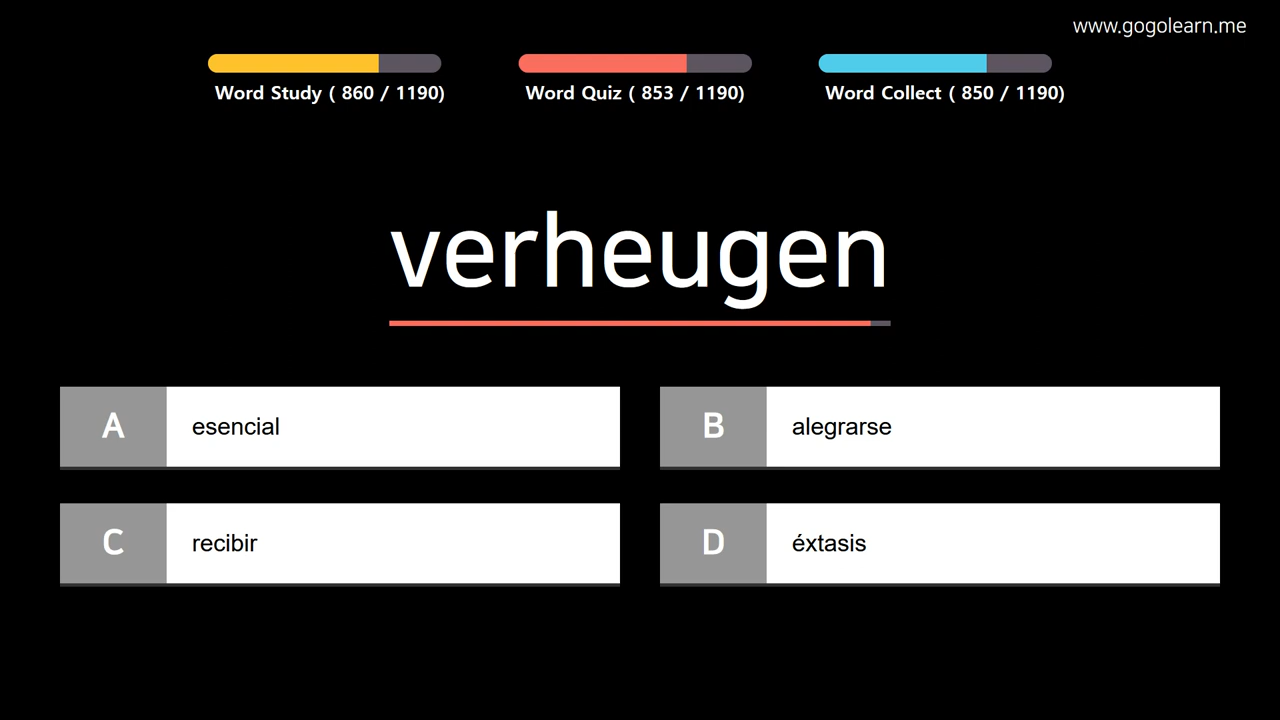 www.gogolearn.me
Word Study ( 860 / 1190)
Word Quiz ( 853 / 1190)
Word Collect ( 850 / 1190)
verheugen
A esencial
B alegrarse
C recibir
D éxtasis